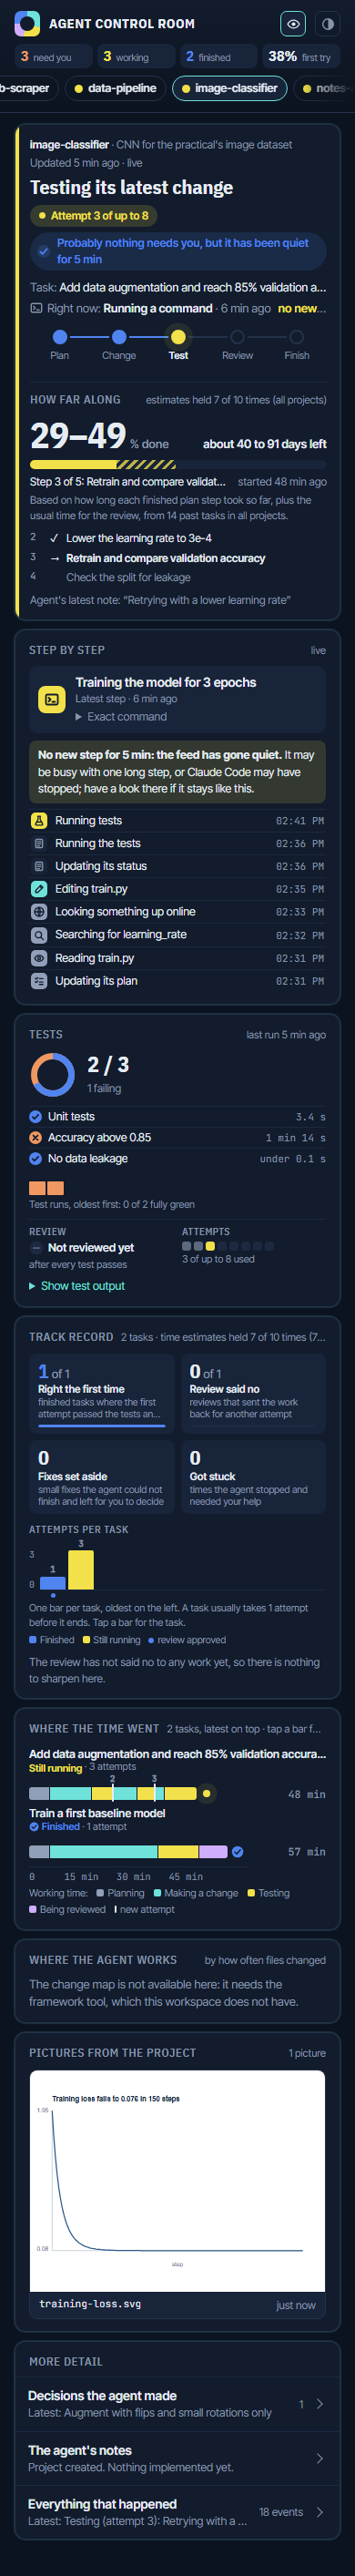 AGENT CONTROL ROOM
3 need you
3 working
2 finished
38% first try
b-scraper
data-pipeline
image-classifier
notes-
image-classifier · CNN for the practical's image dataset
Updated 5 min ago · live
Testing its latest change
Attempt 3 of up to 8
Probably nothing needs you, but it has been quiet
for 5 min
Task: Add data augmentation and reach 85% validation a...
Right now: Running a command · 6 min ago no new...
Plan
Change
Test
Review
Finish
HOW FAR ALONG
estimates held 7 of 10 times (all projects)
29–49 % done
about 40 to 91 days left
Step 3 of 5: Retrain and compare validat...
started 48 min ago
Based on how long each finished plan step took so far, plus the
usual time for the review, from 14 past tasks in all projects.
2 ✓ Lower the learning rate to 3e-4
3 → Retrain and compare validation accuracy
4 Check the split for leakage
Agent's latest note: "Retrying with a lower learning rate"
STEP BY STEP
live
Training the model for 3 epochs
Latest step · 6 min ago
▶ Exact command
No new step for 5 min: the feed has gone quiet. It may
be busy with one long step, or Claude Code may have
stopped; have a look there if it stays like this.
Running tests 02:41 PM
Running the tests 02:36 PM
Updating its status 02:36 PM
Editing train.py 02:35 PM
Looking something up online 02:33 PM
Searching for learning_rate 02:32 PM
Reading train.py 02:31 PM
Updating its plan 02:31 PM
TESTS
last run 5 min ago
2 / 3
1 failing
Unit tests 3.4 s
Accuracy above 0.85 1 min 14 s
No data leakage under 0.1 s
Test runs, oldest first: 0 of 2 fully green
REVIEW
Not reviewed yet
after every test passes
ATTEMPTS
3 of up to 8 used
▶ Show test output
TRACK RECORD
2 tasks · time estimates held 7 of 10 times (7...
1 of 1
Right the first time
finished tasks where the first
attempt passed the tests an...
0 of 1
Review said no
reviews that sent the work
back for another attempt
0
Fixes set aside
small fixes the agent could not
finish and left for you to decide
0
Got stuck
times the agent stopped and
needed your help
ATTEMPTS PER TASK
3
3
1
0
One bar per task, oldest on the left. A task usually takes 1 attempt
before it ends. Tap a bar for the task.
Finished
Still running
review approved
The review has not said no to any work yet, so there is nothing
to sharpen here.
WHERE THE TIME WENT
2 tasks, latest on top · tap a bar f...
Add data augmentation and reach 85% validation accura...
Still running · 3 attempts
2
3
48 min
Train a first baseline model
Finished · 1 attempt
57 min
0 15 min 30 min 45 min
Working time: Planning Making a change Testing
Being reviewed new attempt
WHERE THE AGENT WORKS
by how often files changed
The change map is not available here: it needs the
framework tool, which this workspace does not have.
PICTURES FROM THE PROJECT
1 picture
Training loss falls to 0.076 in 150 steps
1.95
0.08
step
training-loss.svg
just now
MORE DETAIL
Decisions the agent made
1
Latest: Augment with flips and small rotations only
The agent's notes
Project created. Nothing implemented yet.
Everything that happened
18 events
Latest: Testing (attempt 3): Retrying with a ...